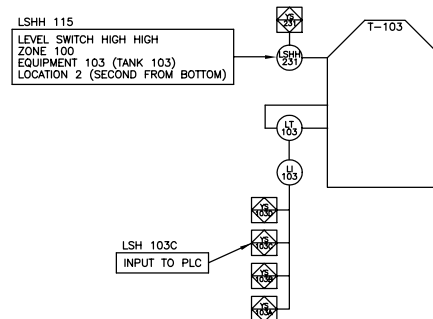 LSHH 115
LEVEL SWITCH HIGH HIGH
ZONE 100
EQUIPMENT 103 (TANK 103)
LOCATION 2 (SECOND FROM BOTTOM)
YS
231
LSHH
231
T-103
LT
103
LI
103
YS
103D
LSH 103C
INPUT TO PLC
YS
103C
YS
103B
YS
103A